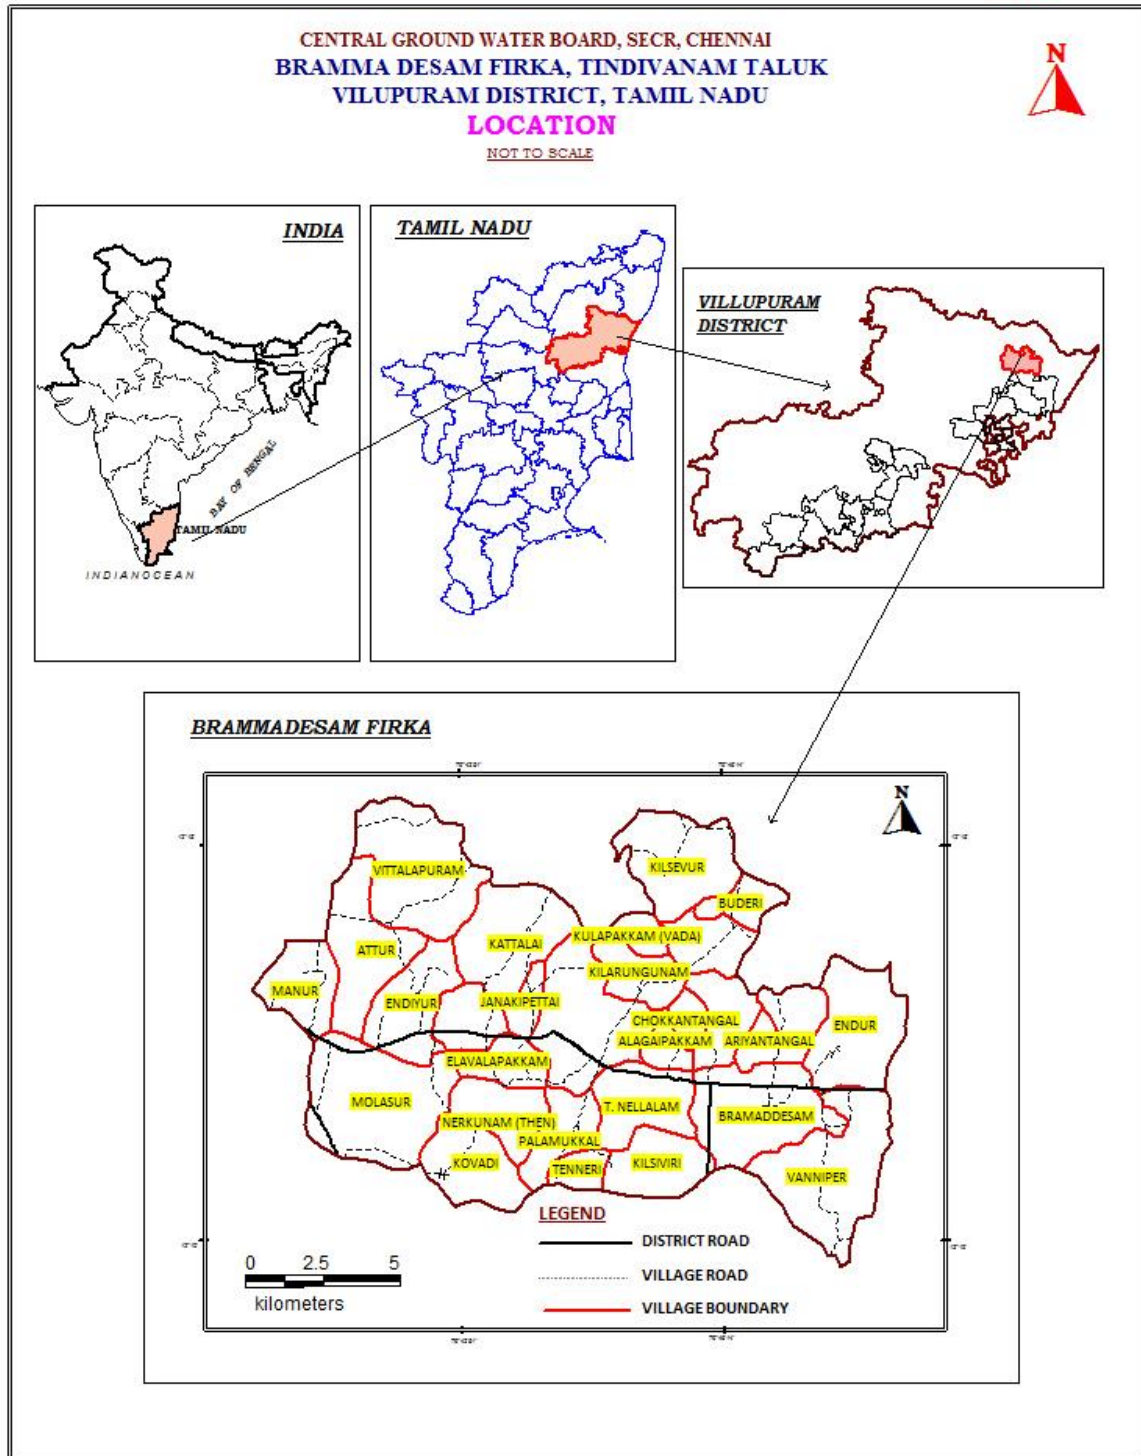 CENTRAL GROUND WATER BOARD, SECR, CHENNAI
BRAMMA DESAM FIRKA, TINDIVANAM TALUK
VILUPURAM DISTRICT, TAMIL NADU
LOCATION
NOT TO SCALE
N
INDIA
BAY OF BENGAL
TAMIL NADU
INDIANOCEAN
TAMIL NADU
VILLUPURAM
DISTRICT
BRAMMADESAM FIRKA
N
KILSEVUR
VITTALAPURAM
BUDERI
KULAPAKKAM (VADA)
KATTALAI
ATTUR
KILARUNGUNAM
MANUR
ENDIYUR
JANAKIPETTAI
CHOKKANTANGAL
ENDUR
ALAGAIPAKKAM
ARIYANTANGAL
ELAVALAPAKKAM
MOLASUR
T. NELLALAM
BRAMADDESAM
NERKUNAM (THEN)
PALAMUKKAL
KOVADI
TENNERI
KILSIVIRI
VANNIPER
LEGEND
DISTRICT ROAD
VILLAGE ROAD
VILLAGE BOUNDARY
0 2.5 5
kilometers